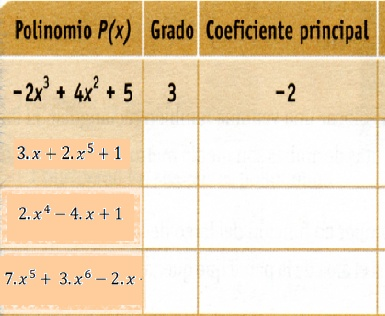 Polinomio P(x) Grado Coeficiente principal
-2x³ + 4x² + 5 3 -2
3.x + 2.x⁵ + 1
2.x⁴ − 4.x + 1
7.x⁵ + 3.x⁶ − 2.x